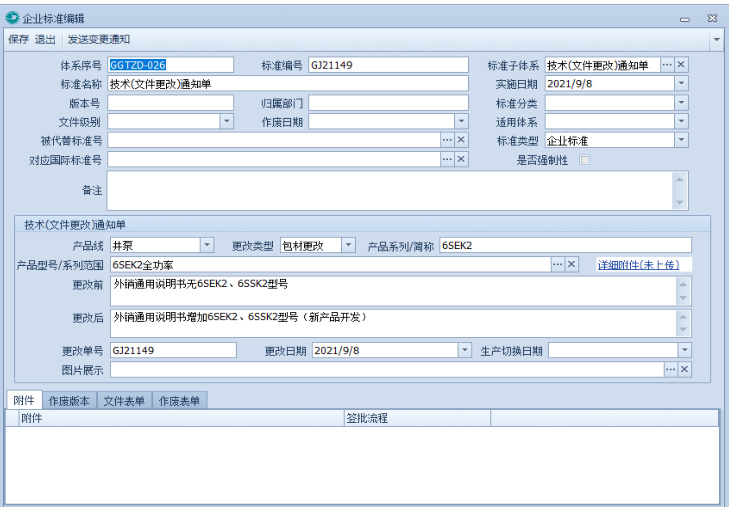 企业标准编辑
保存 退出 发送变更通知
体系序号 GGTZD-026 标准编号 GJ21149 标准子体系 技术(文件更改)通知单
标准名称 技术(文件更改)通知单 实施日期 2021/9/8
版本号 归属部门 标准分类
文件级别 作废日期 适用体系
被代替标准号 标准类型 企业标准
对应国际标准号 是否强制性
备注
技术(文件更改)通知单
产品线 井泵 更改类型 包材更改 产品系列/简称 6SEK2
产品型号/系列范围 6SEK2全功率 详细附件(未上传)
更改前 外销通用说明书无6SEK2、6SSK2型号
更改后 外销通用说明书增加6SEK2、6SSK2型号（新产品开发）
更改单号 GJ21149 更改日期 2021/9/8 生产切换日期
图片展示
附件 作废版本 文件表单 作废表单
附件 签批流程